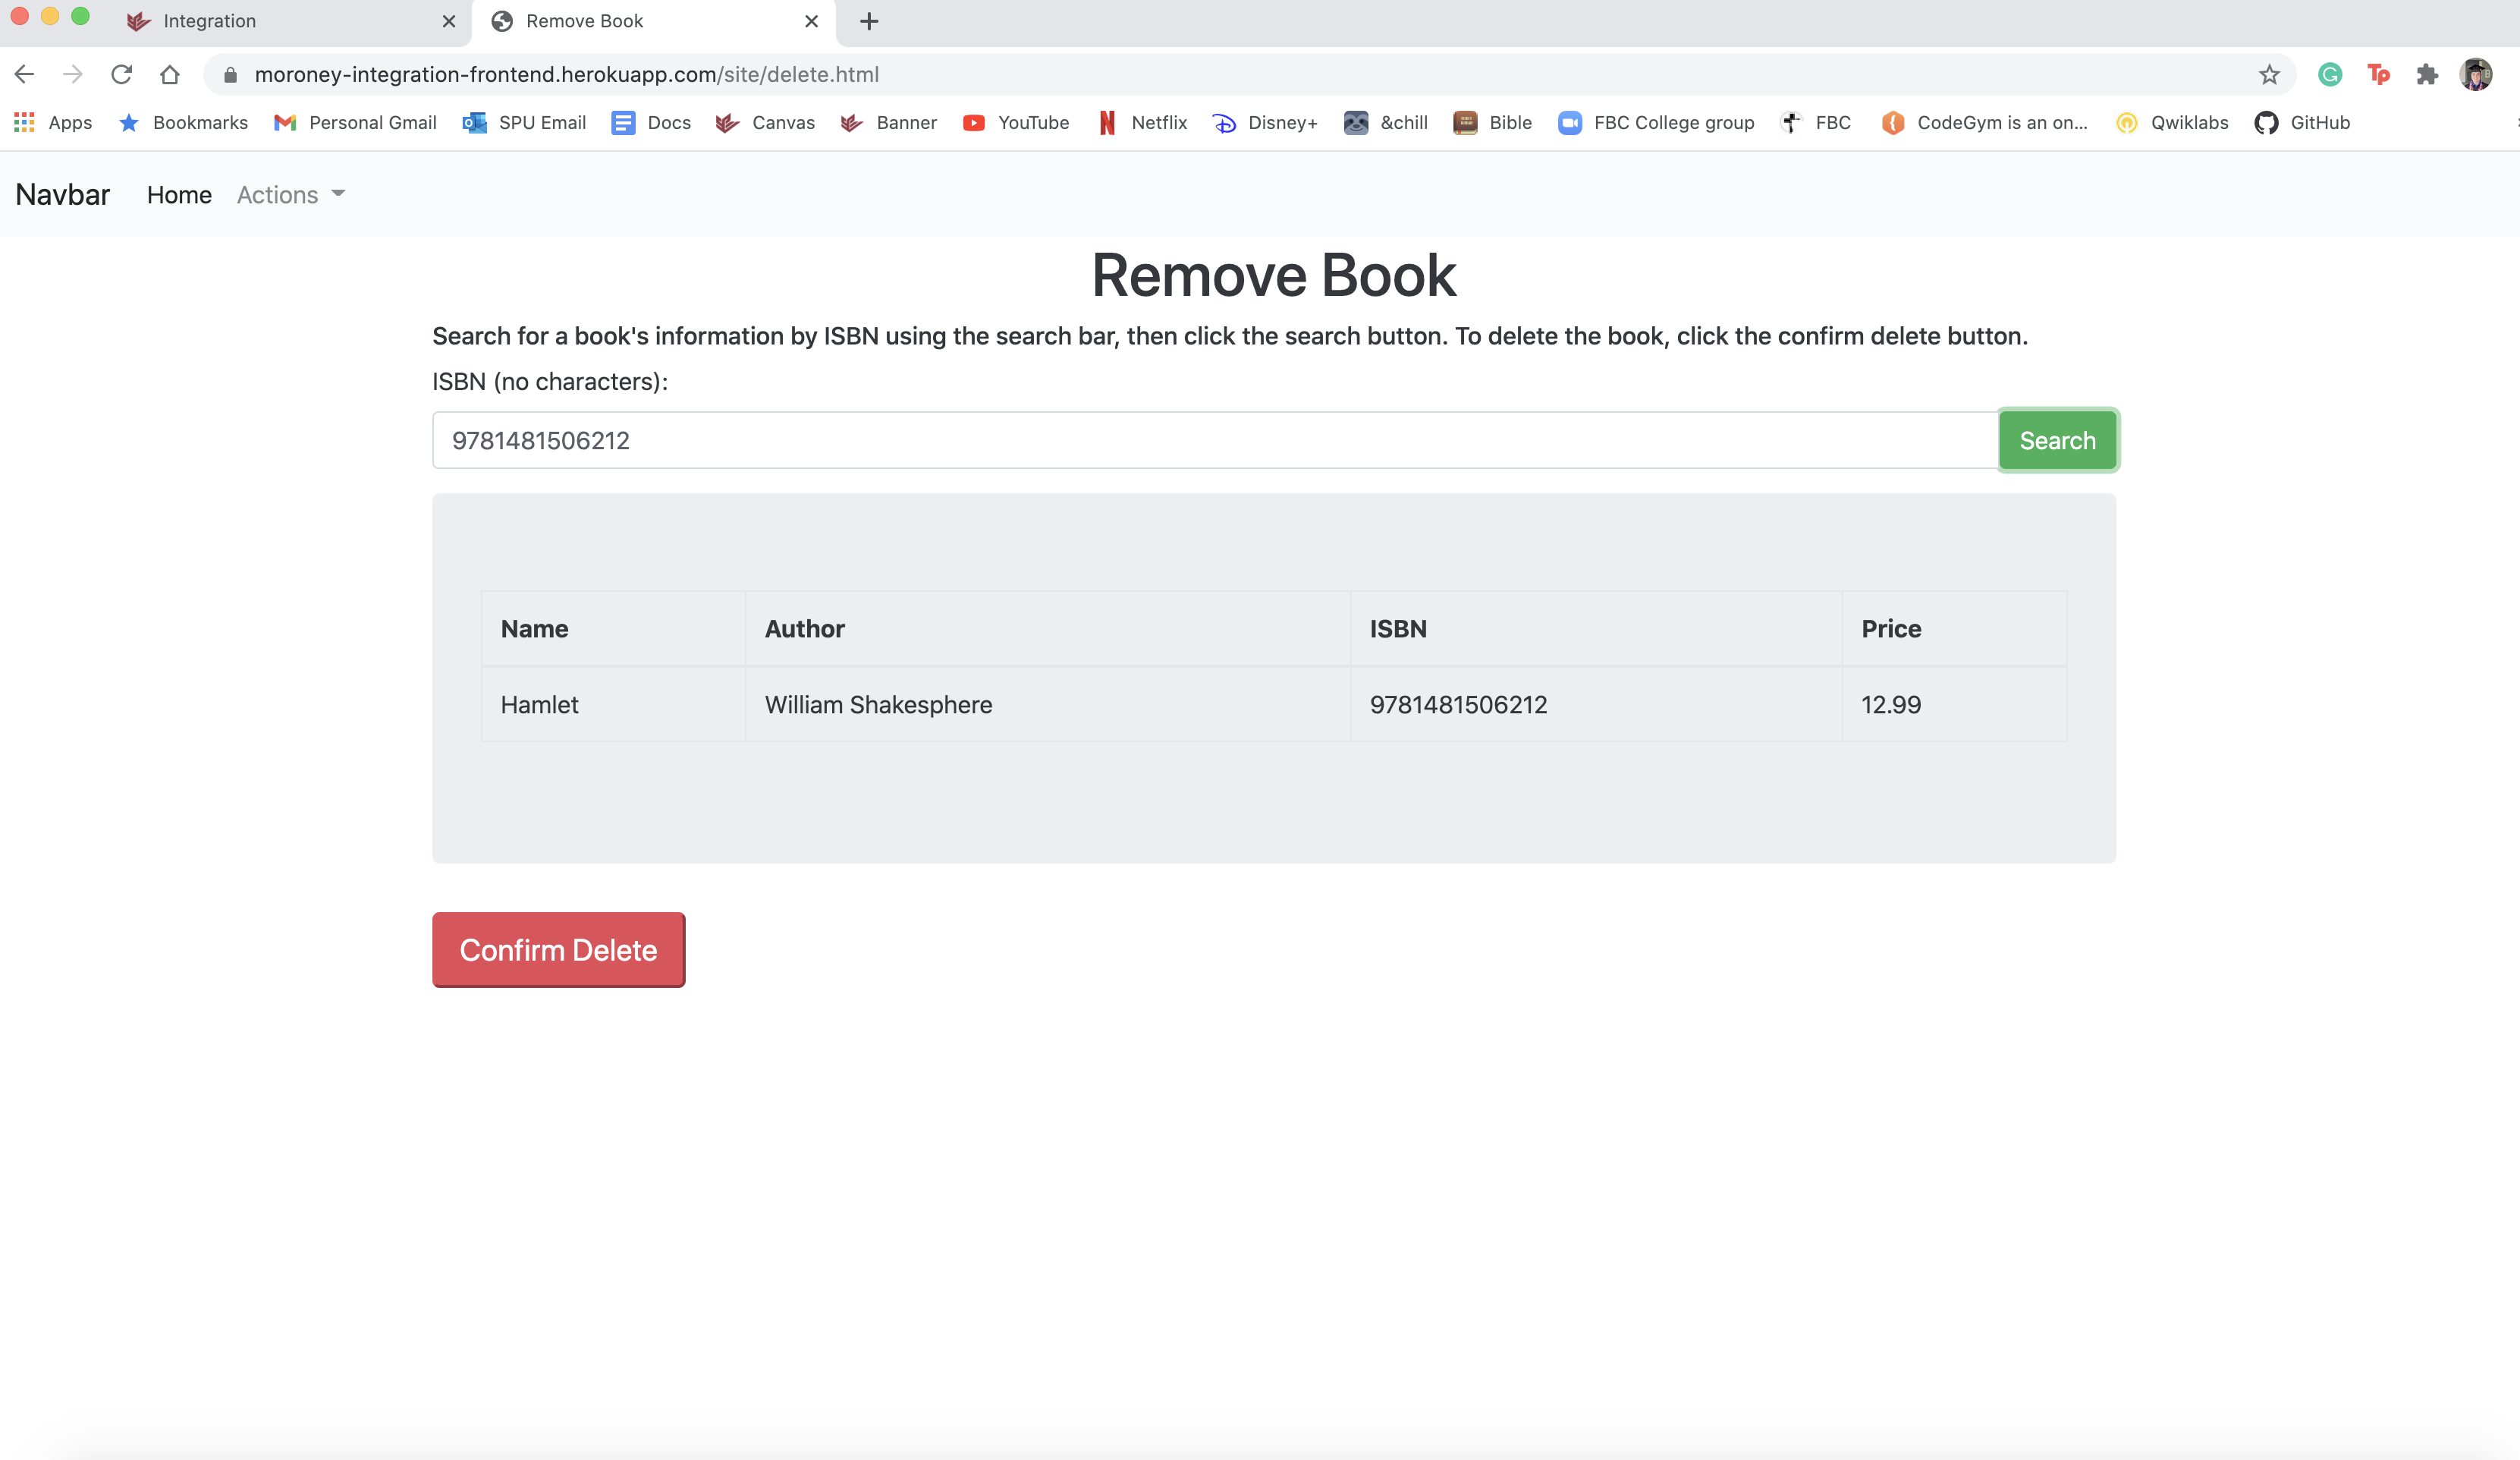 Integration
Remove Book
moroney-integration-frontend.herokuapp.com/site/delete.html
Tp
Apps Bookmarks Personal Gmail SPU Email Docs Canvas Banner YouTube Netflix Disney+ &chill Bible FBC College group FBC CodeGym is an on... Qwiklabs GitHub
Navbar Home Actions
Remove Book
Search for a book's information by ISBN using the search bar, then click the search button. To delete the book, click the confirm delete button.
ISBN (no characters):
9781481506212 Search
Name Author ISBN Price
Hamlet William Shakesphere 9781481506212 12.99
Confirm Delete